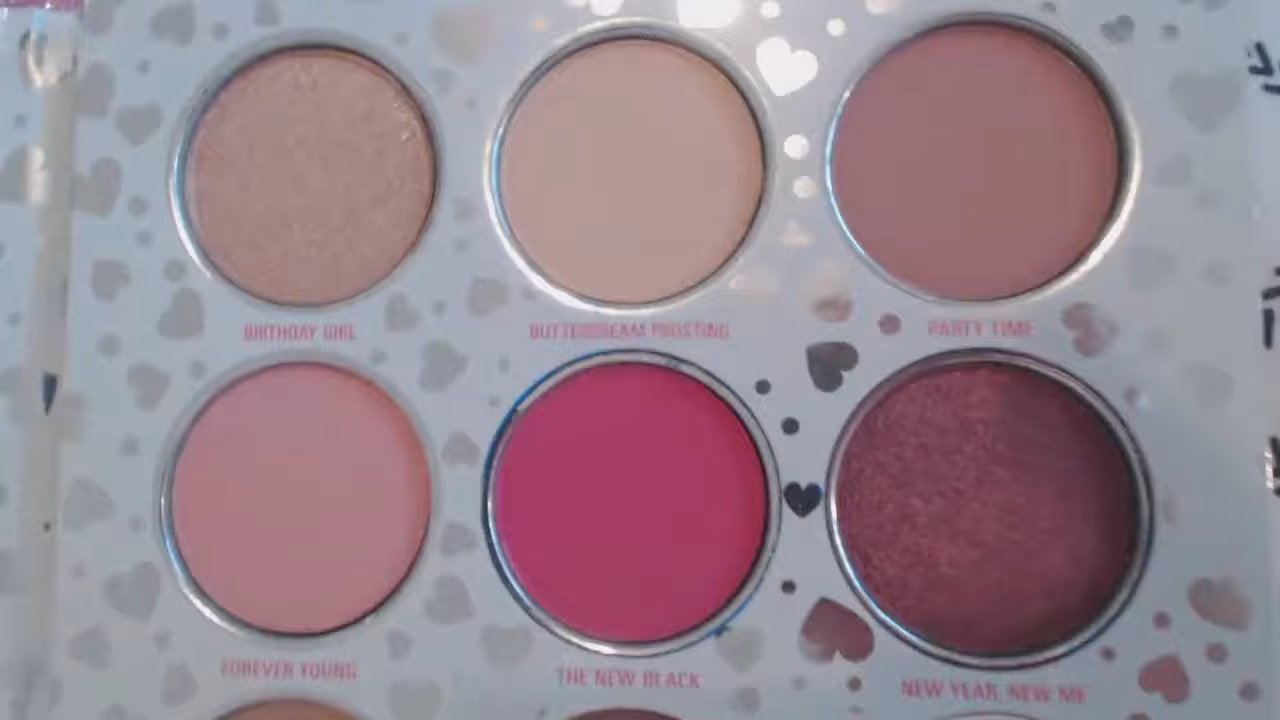 BIRTHDAY GIRL
BUTTERCREAM FROSTING
PARTY TIME
FOREVER YOUNG
THE NEW BLACK
NEW YEAR, NEW ME